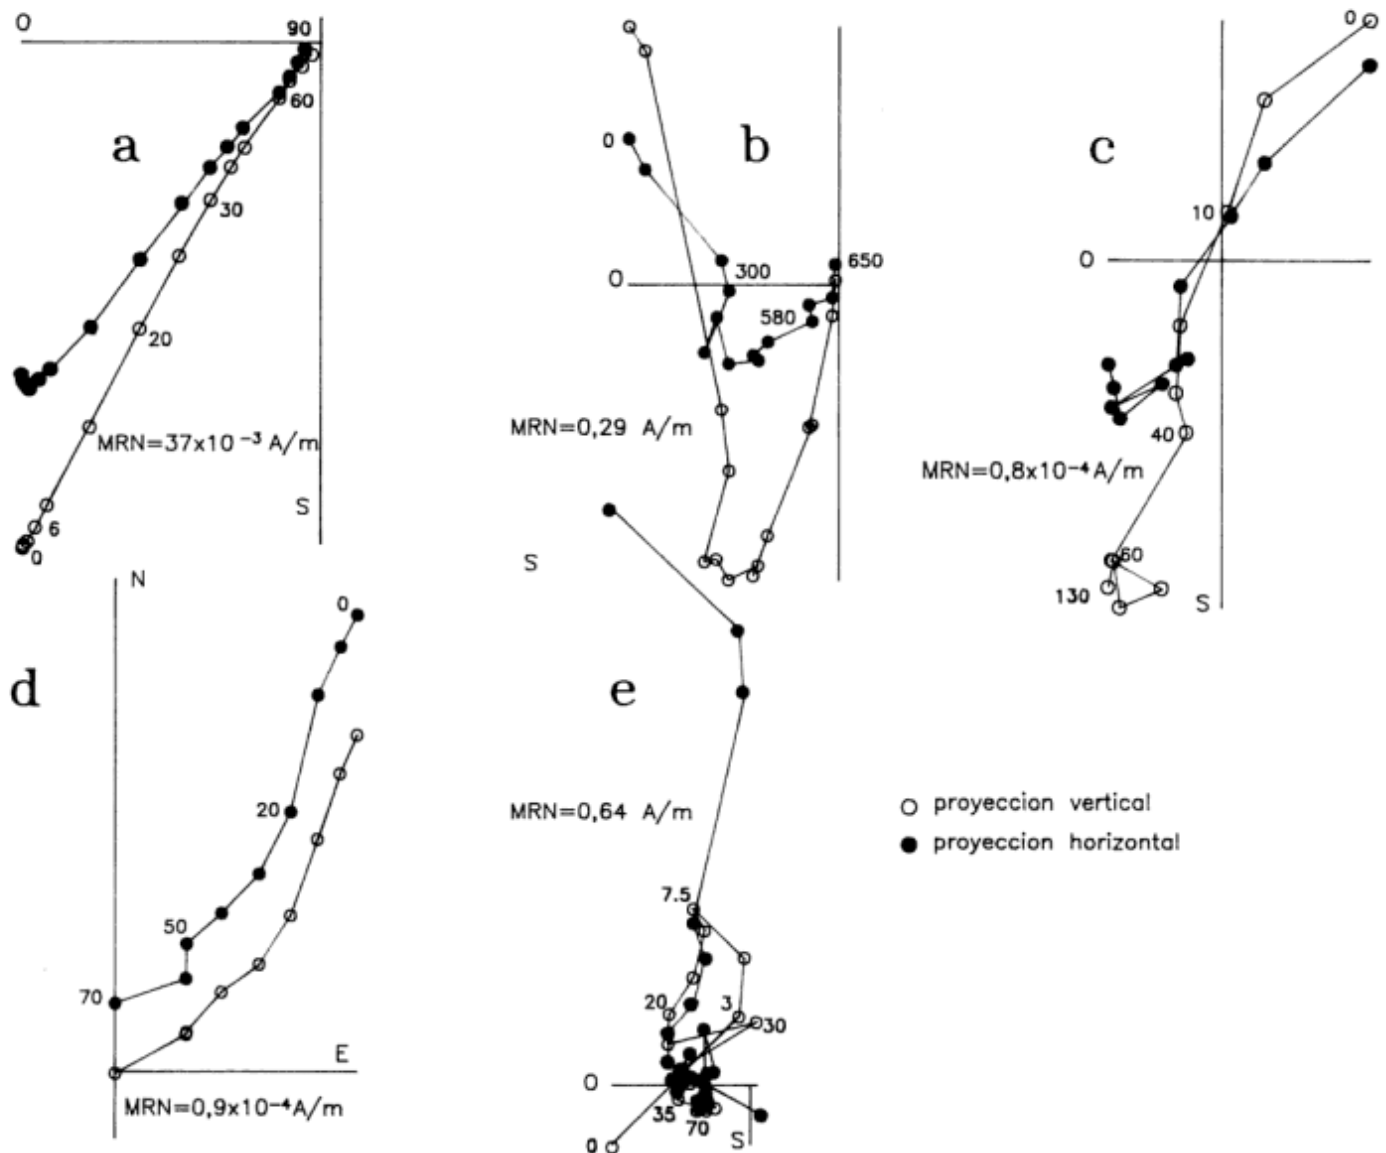 O
90
60
a
30
20
MRN=37x10⁻³ A/m
S
6
0
b
0
O
300
650
580
MRN=0,29 A/m
S
c
0
10
O
40
MRN=0,8x10⁻⁴A/m
60
130
S
N
0
d
20
50
70
E
MRN=0,9x10⁻⁴A/m
e
MRN=0,64 A/m
7.5
20
3
30
O
35
70
S
0
proyeccion vertical
proyeccion horizontal